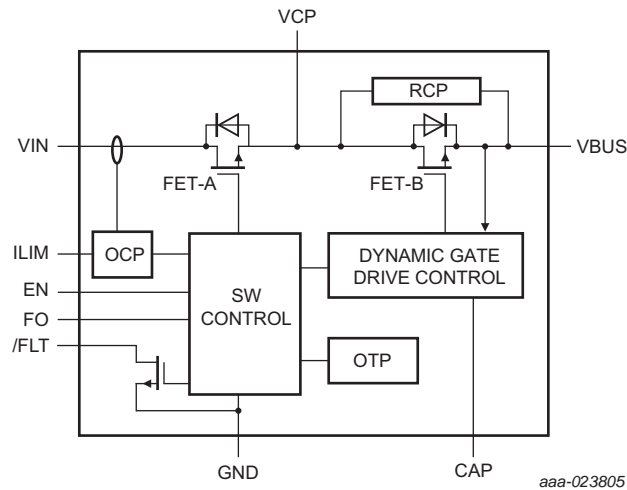 VCP
RCP
VIN
VBUS
FET-A
FET-B
ILIM
OCP
DYNAMIC GATE
DRIVE CONTROL
EN
SW
CONTROL
FO
/FLT
OTP
GND
CAP
aaa-023805